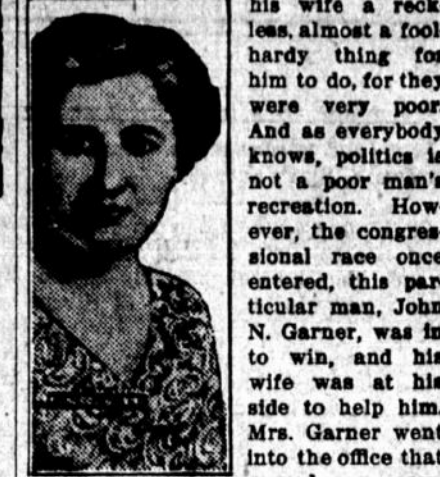 his wife a reck
less, almost a fool
hardy thing for
him to do, for they
were very poor
And as everybody
knows, politics is
not a poor man's
recreation. How
ever, the congres
sional race once
entered, this par
ticular man, John
N. Garner, was in
to win, and his
wife was at his
side to help him.
Mrs. Garner went
into the office that